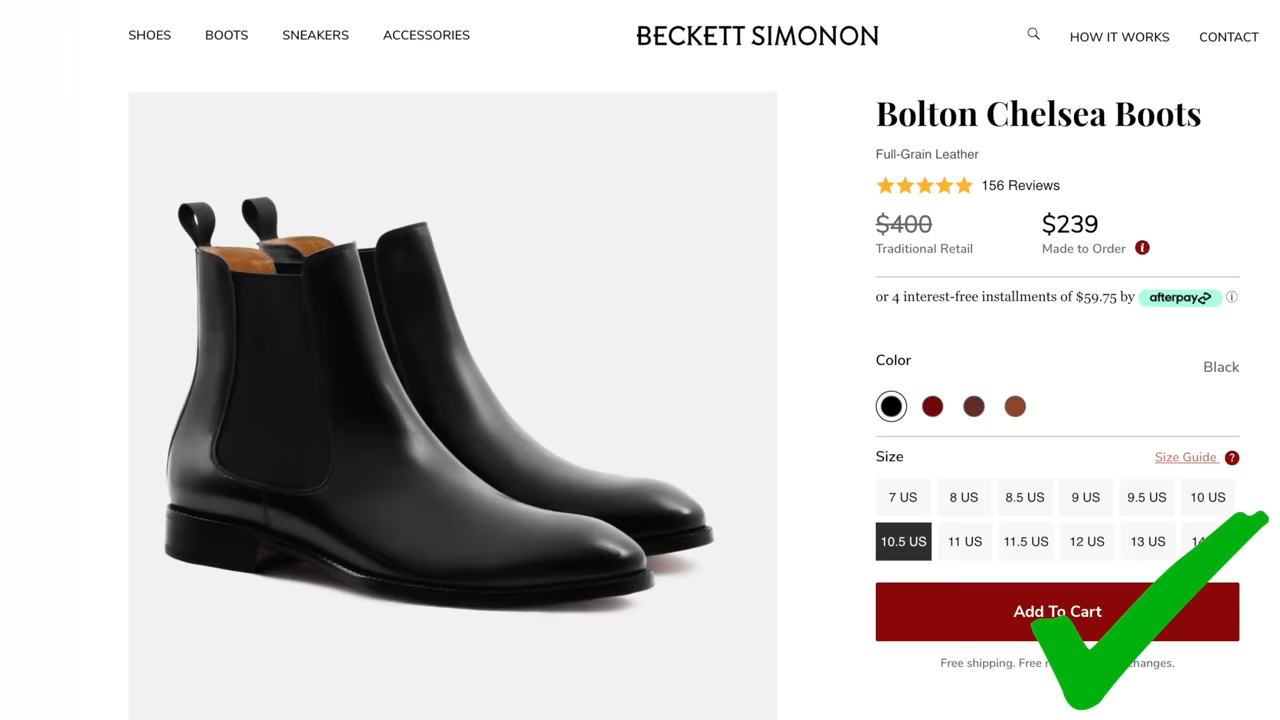 SHOES BOOTS SNEAKERS ACCESSORIES BECKETT SIMONON HOW IT WORKS CONTACT
Bolton Chelsea Boots
Full-Grain Leather
156 Reviews
$400 $239
Traditional Retail Made to Order i
or 4 interest-free installments of $59.75 by afterpay i
Color Black
Size Size Guide ?
7 US 8 US 8.5 US 9 US 9.5 US 10 US
10.5 US 11 US 11.5 US 12 US 13 US
Add To Cart
Free shipping. Free